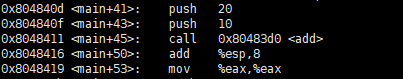 0x804840d <main+41>: push 20
0x804840f <main+43>: push 10
0x8048411 <main+45>: call 0x80483d0 <add>
0x8048416 <main+50>: add %esp,8
0x8048419 <main+53>: mov %eax,%eax